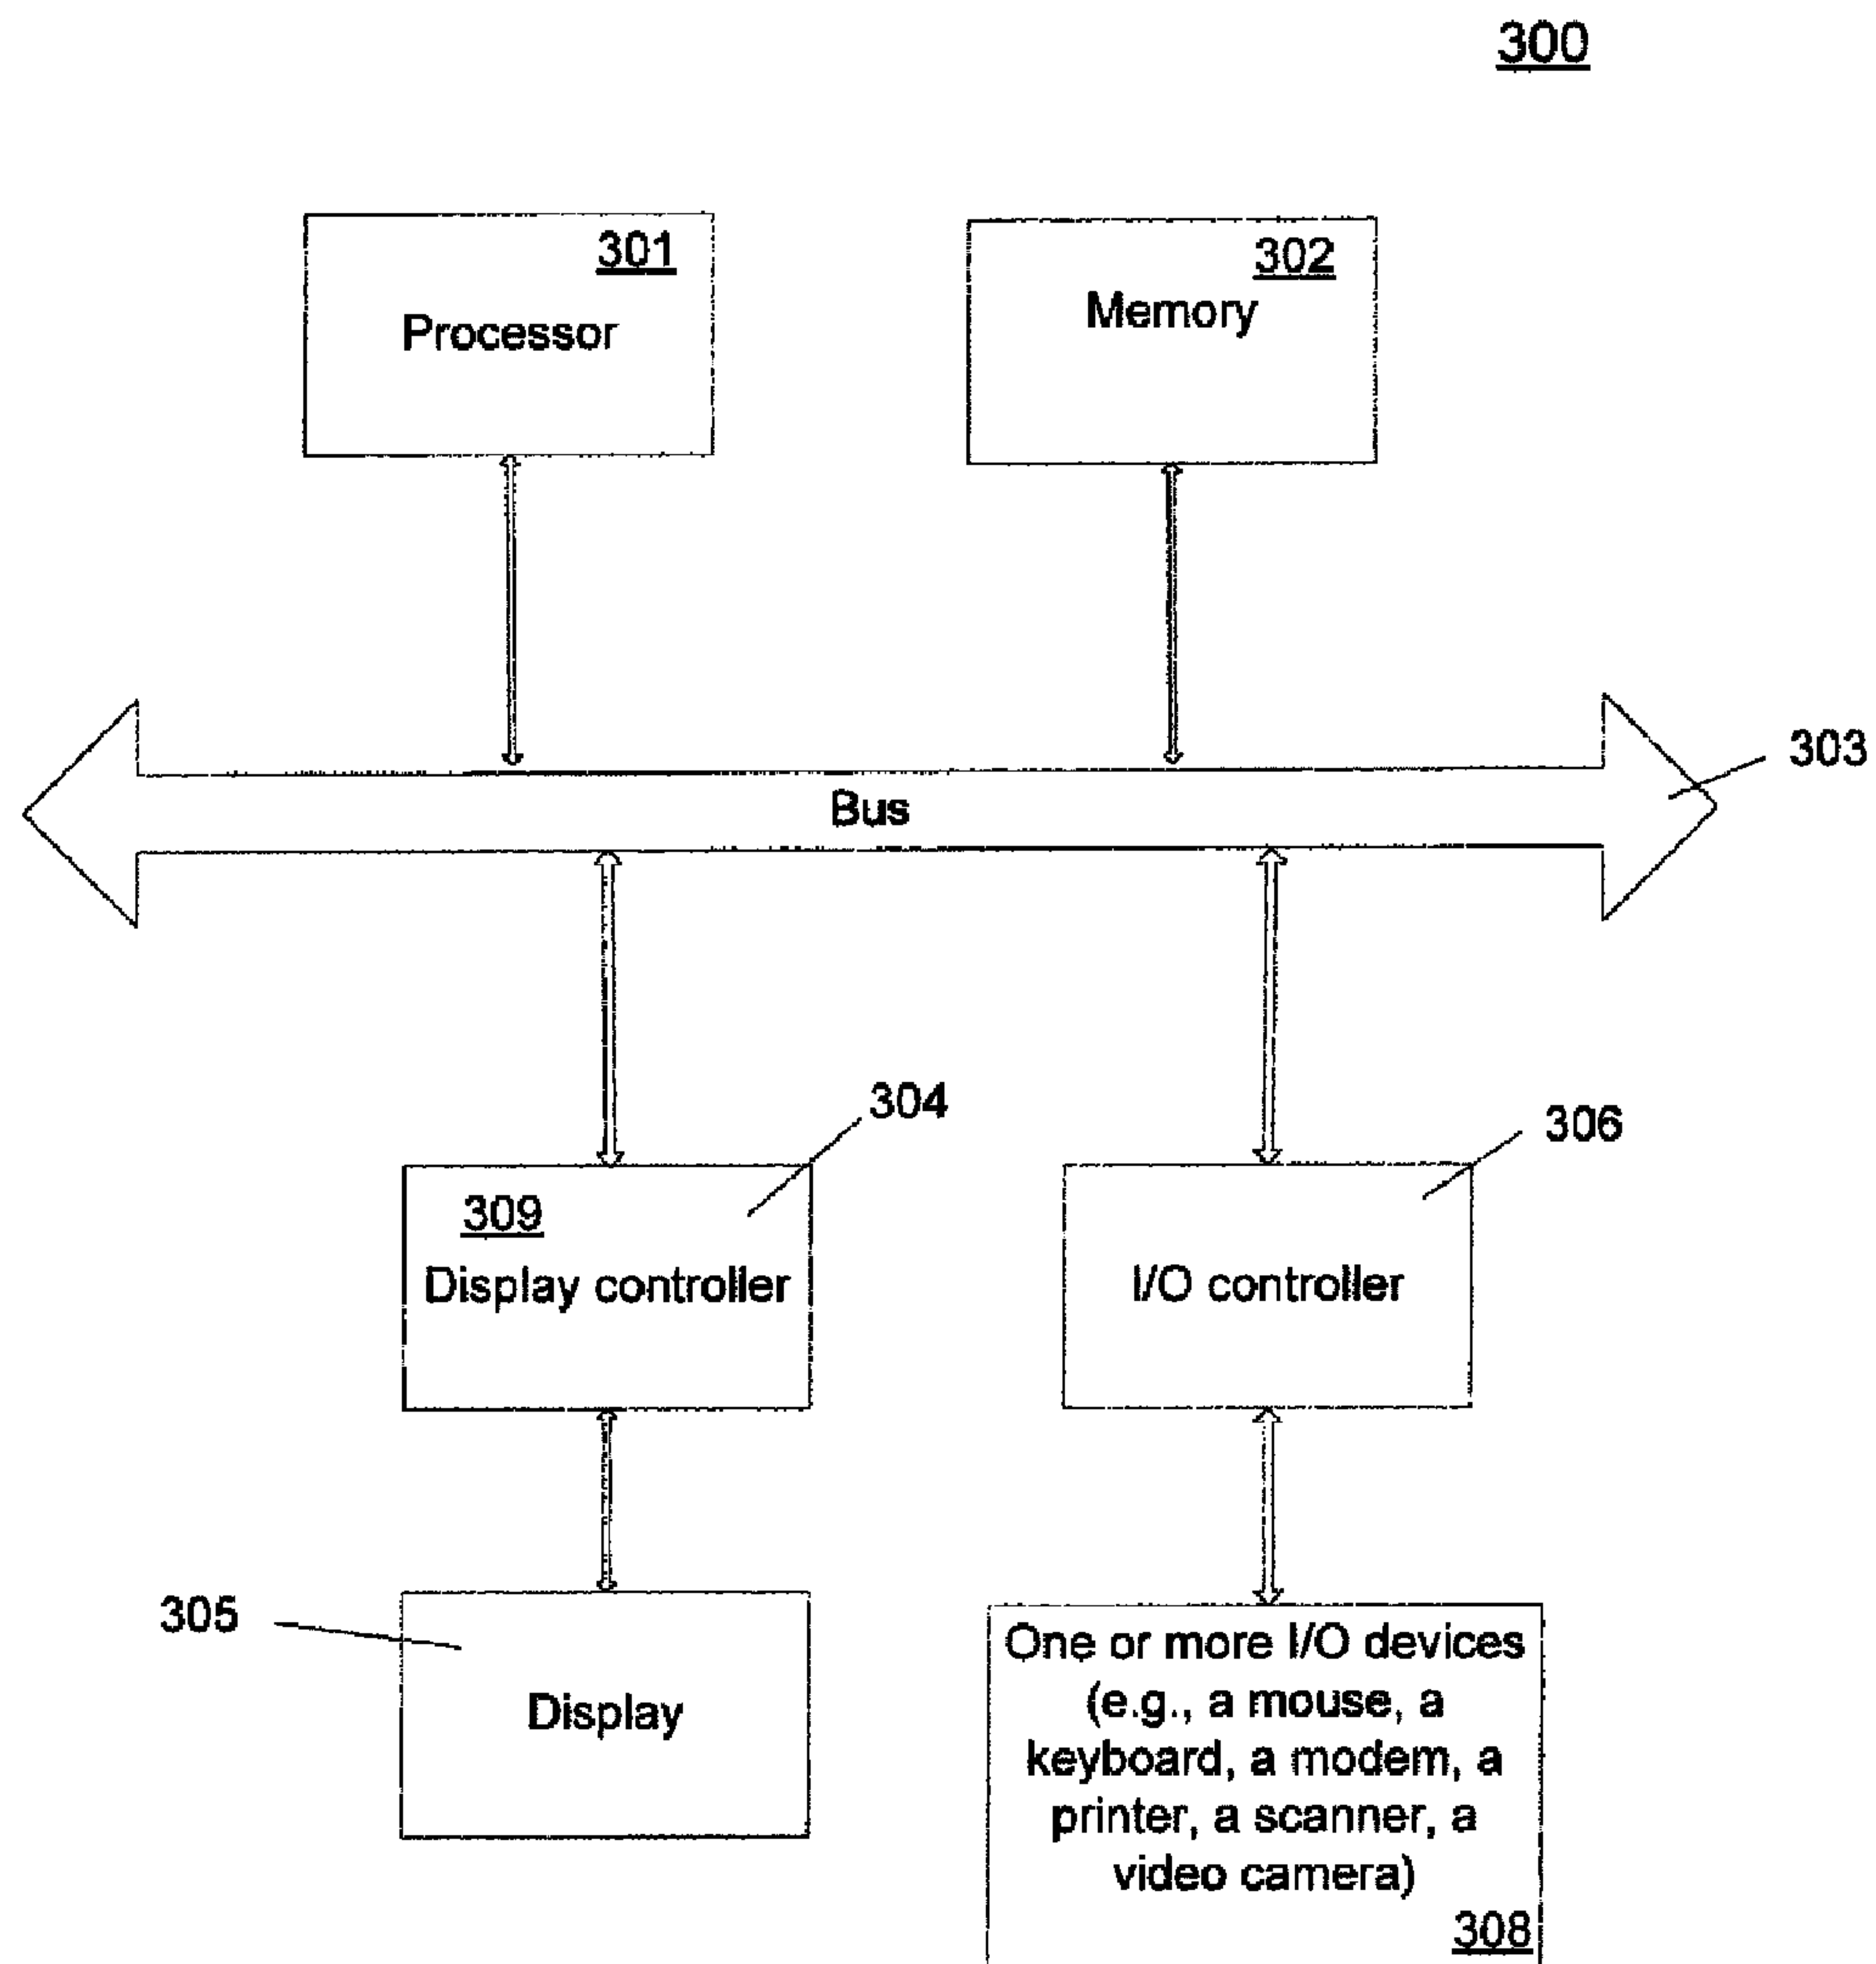 300
301
Processor
302
Memory
303
Bus
304
306
309
Display controller
I/O controller
305
Display
One or more I/O devices
(e.g., a mouse, a
keyboard, a modem, a
printer, a scanner, a
video camera)
308